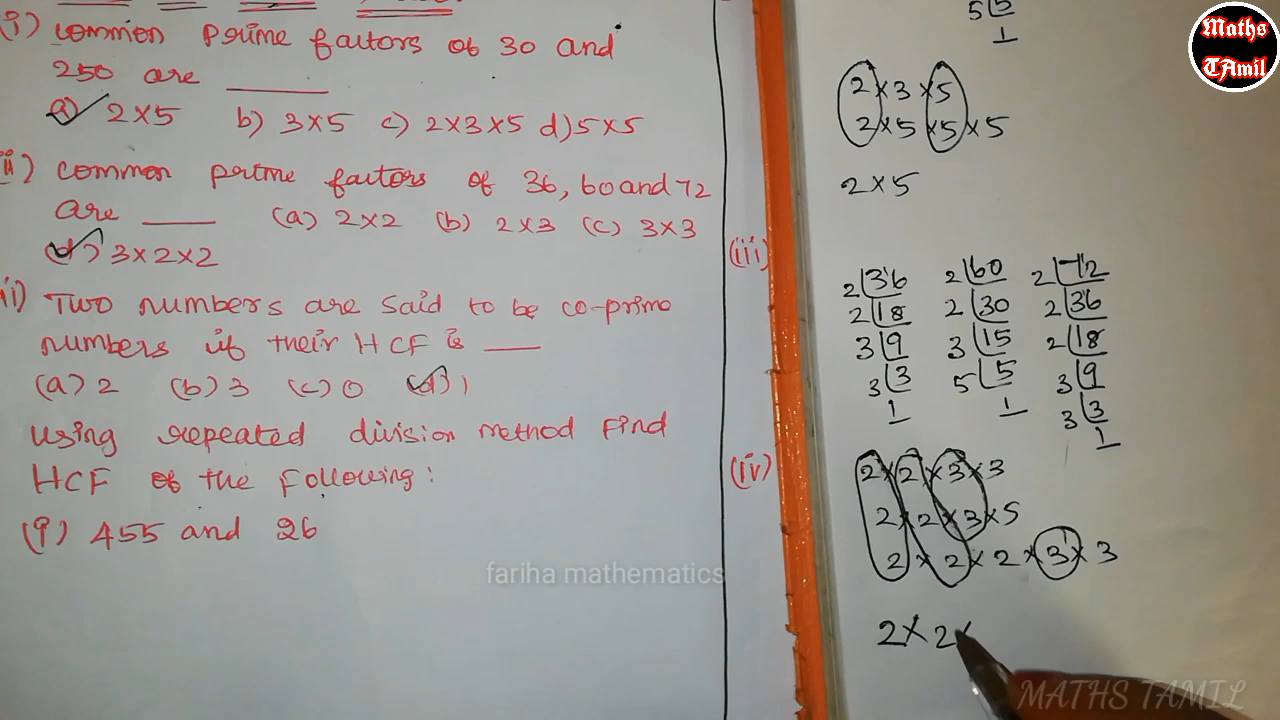 (i) common prime factors of 30 and
250 are ______
a) 2×5 b) 3×5 c) 2×3×5 d) 5×5
ii) common prime factors of 36, 60 and 72
are ______ (a) 2×2 (b) 2×3 (c) 3×3
(d) 3×2×2
ii) Two numbers are said to be co-prime
numbers if their HCF is ______
(a) 2 (b) 3 (c) 0 (d) 1
using repeated division method Find
HCF of the Following:
(i) 455 and 26
fariha mathematics
Maths
TAmil
5 5
1
2×3×5
2×5×5×5
2×5
(iii)
2 36 2 60 2 72
2 18 2 30 2 36
3 9 3 15 2 18
3 3 5 5 3 9
1 1 3 3
1
(iv) 2×2×3×3
2×2×3×5
2×2×2×3×3
2×2×
MATHS TAMIL